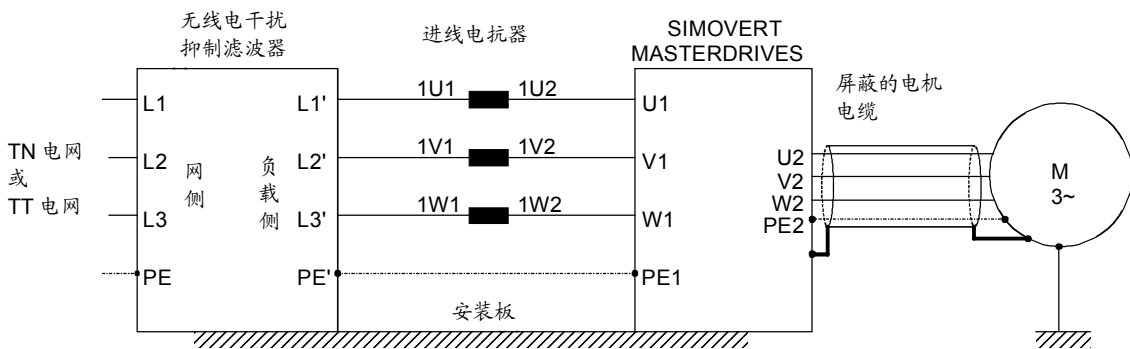 无线电干扰
抑制滤波器
进线电抗器
SIMOVERT
MASTERDRIVES
屏蔽的电机
电缆
TN 电网
或
TT 电网
L1
L2
L3
PE
网侧
负载侧
L1'
L2'
L3'
PE'
1U1
1U2
1V1
1V2
1W1
1W2
U1
V1
W1
PE1
U2
V2
W2
PE2
M
3~
安装板